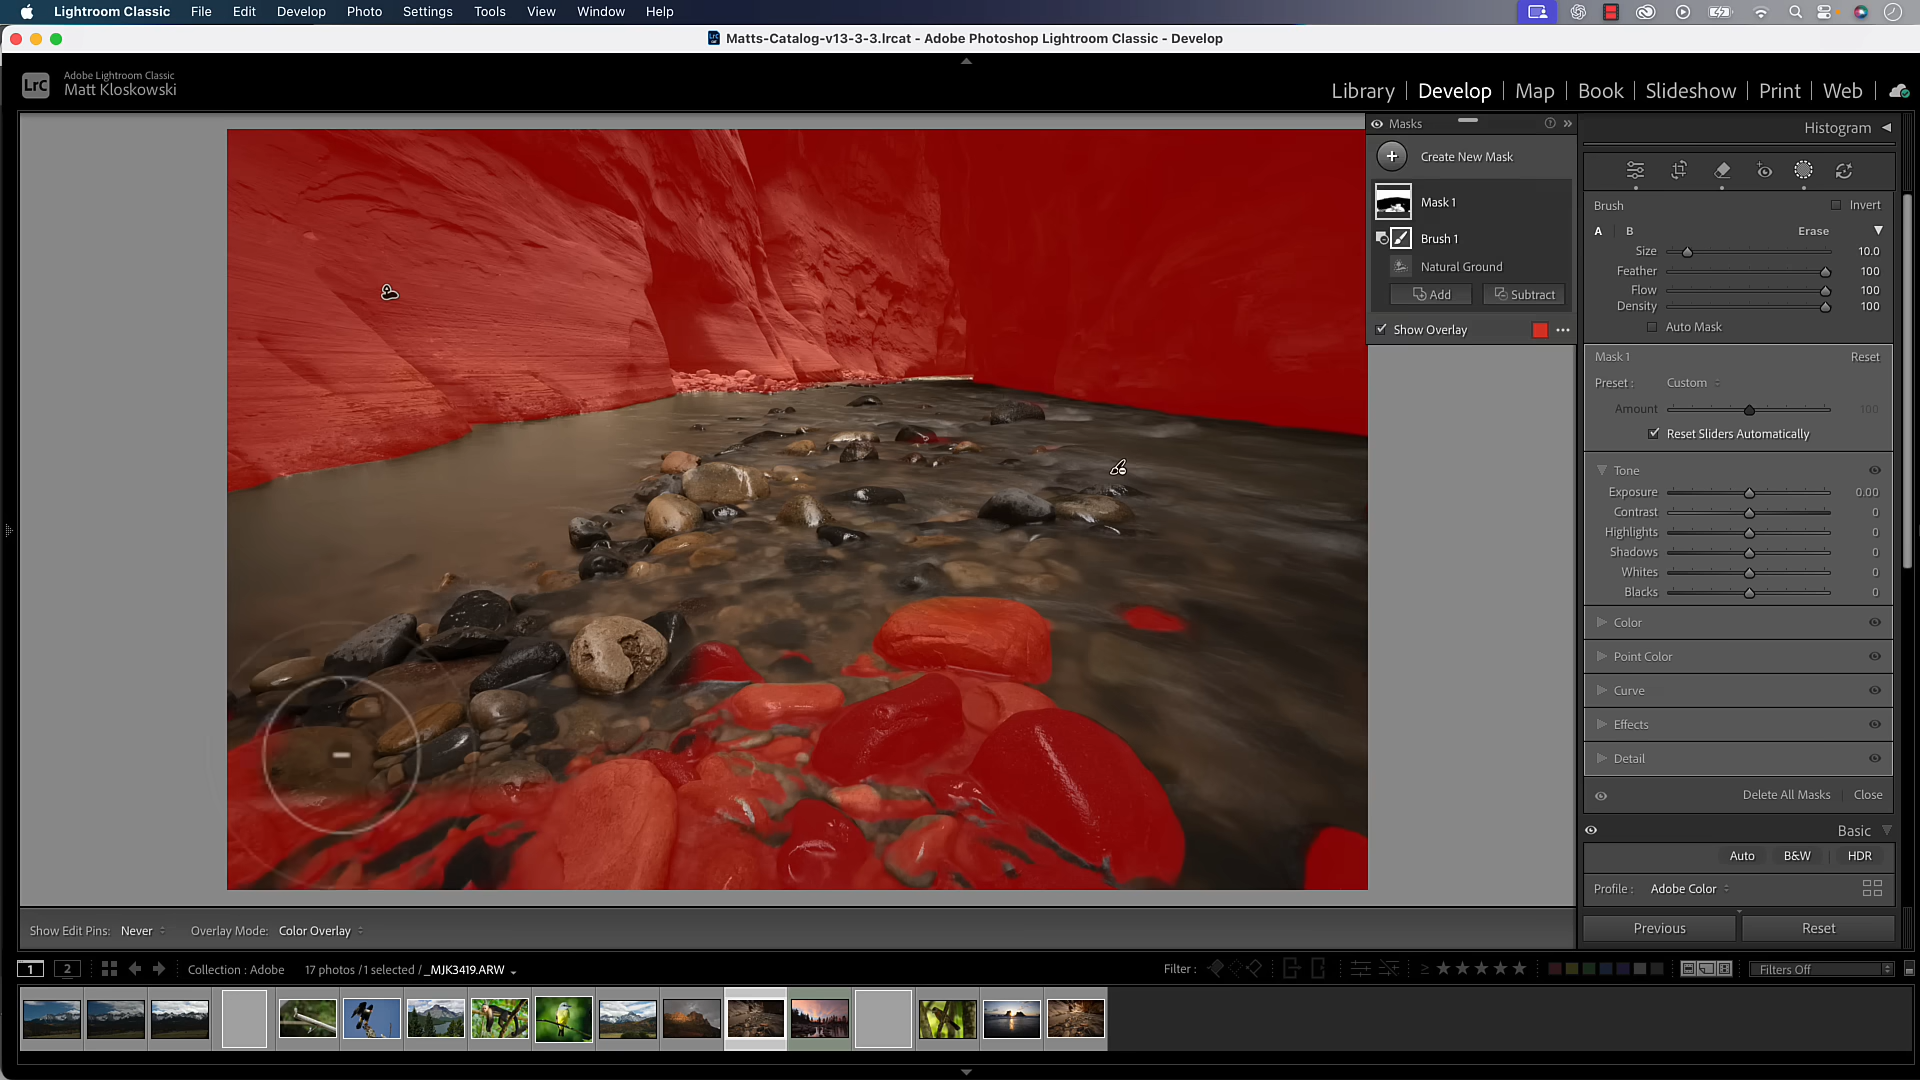 Lightroom Classic File Edit Develop Photo Settings Tools View Window Help
Matts-Catalog-v13-3-3.lrcat - Adobe Photoshop Lightroom Classic - Develop
LrC
Adobe Lightroom Classic
Matt Kloskowski
Library | Develop | Map | Book | Slideshow | Print | Web
Masks
Create New Mask
Mask 1
Brush 1
Natural Ground
Add Subtract
Show Overlay
Histogram
Brush Invert
A B Erase
Size 10.0
Feather 100
Flow 100
Density 100
Auto Mask
Mask 1 Reset
Preset : Custom
Amount 100
Reset Sliders Automatically
Tone
Exposure 0.00
Contrast 0
Highlights 0
Shadows 0
Whites 0
Blacks 0
Color
Point Color
Curve
Effects
Detail
Delete All Masks Close
Basic
Auto B&W HDR
Profile : Adobe Color
Previous Reset
Show Edit Pins: Never Overlay Mode: Color Overlay
1 2 Collection : Adobe 17 photos / 1 selected / _MJK3419.ARW Filter : Filters Off